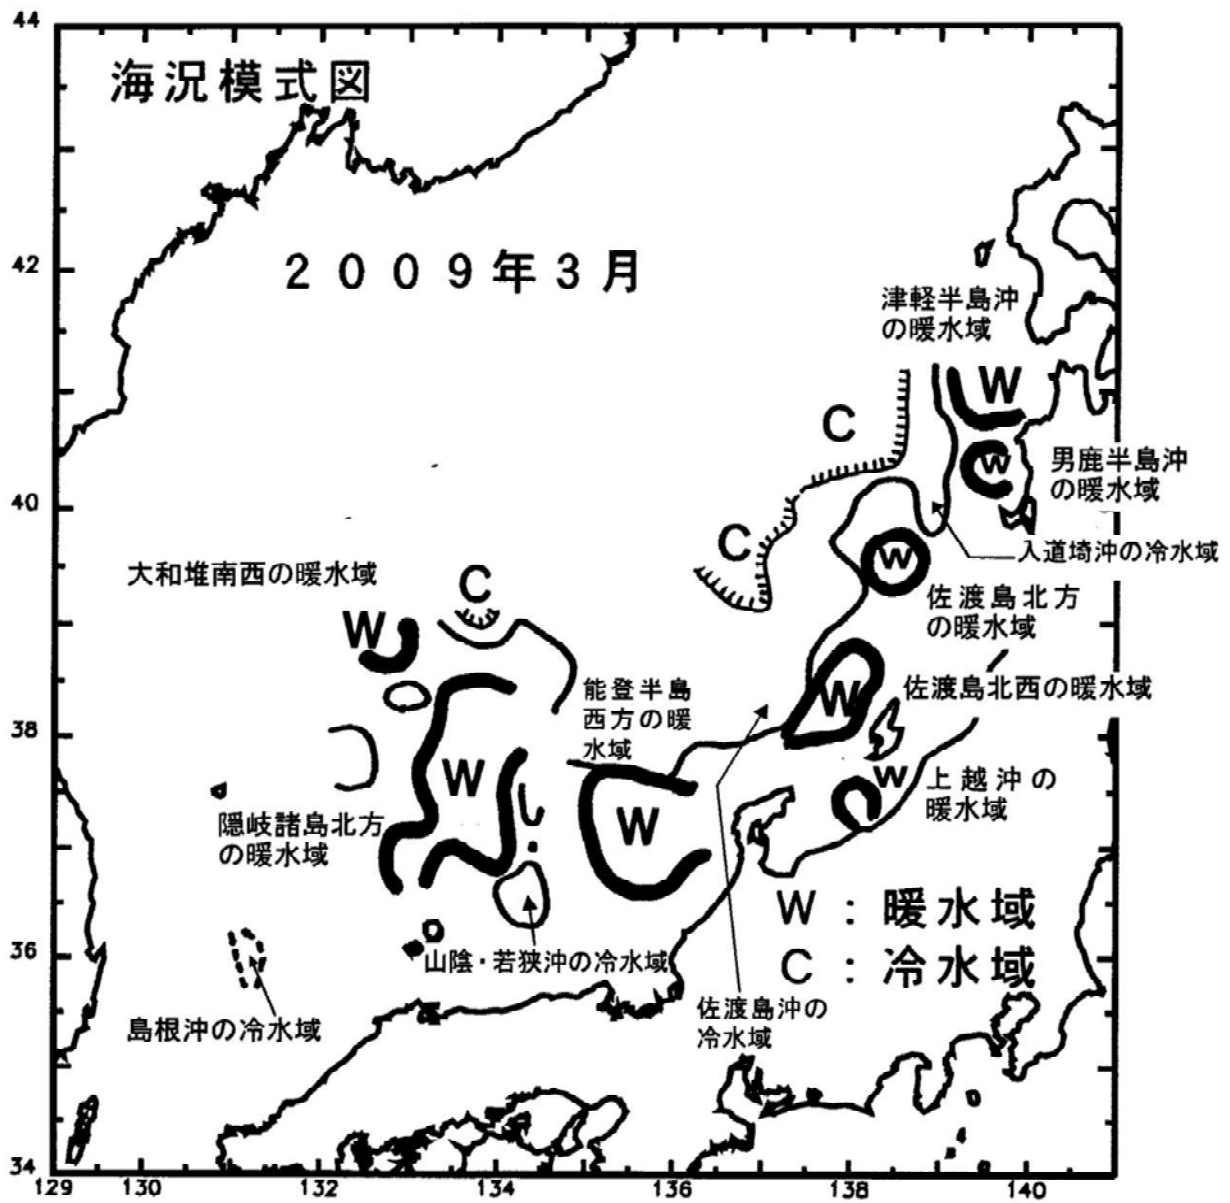 44
海況模式図
42
2009年3月
津軽半島沖
の暖水域
W
C
W
男鹿半島沖
の暖水域
40
C
W
入道埼沖の冷水域
大和堆南西の暖水域
C
佐渡島北方
の暖水域
W
能登半島
西方の暖
水域
W
佐渡島北西の暖水域
38
W
W
上越沖の
暖水域
隠岐諸島北方
の暖水域
W
W : 暖水域
36
山陰・若狭沖の冷水域
C : 冷水域
島根沖の冷水域
佐渡島沖の
冷水域
34
129 130 132 134 136 138 140